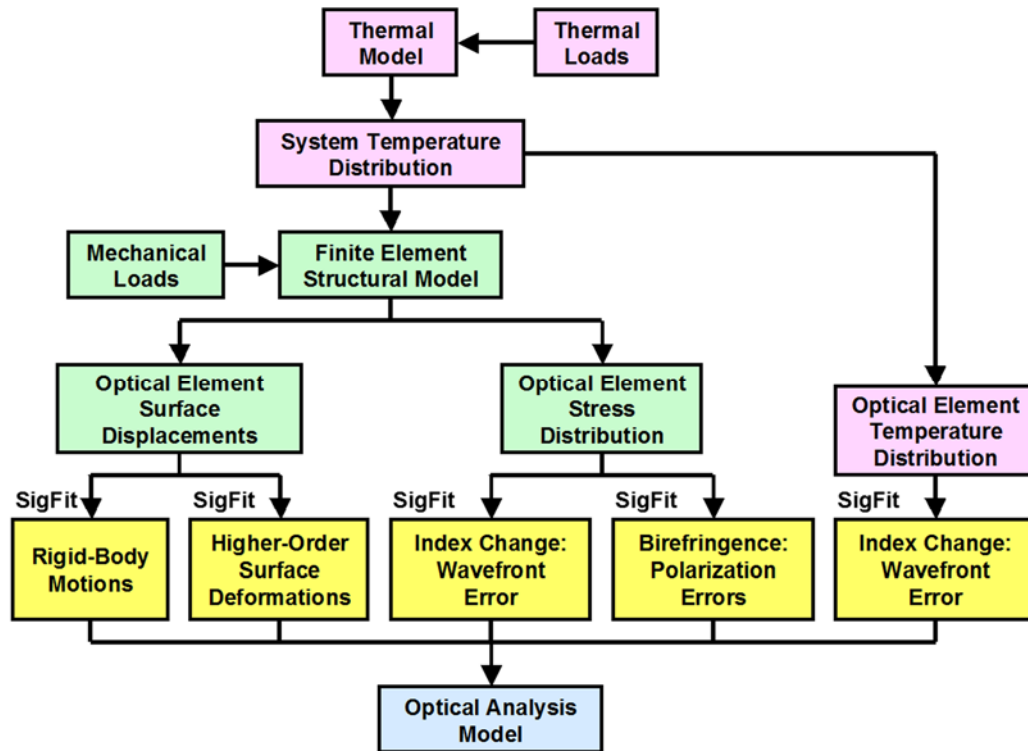 Thermal
Model
Thermal
Loads
System Temperature
Distribution
Mechanical
Loads
Finite Element
Structural Model
Optical Element
Surface
Displacements
Optical Element
Stress
Distribution
Optical Element
Temperature
Distribution
SigFit
SigFit
SigFit
SigFit
SigFit
Rigid-Body
Motions
Higher-Order
Surface
Deformations
Index Change:
Wavefront
Error
Birefringence:
Polarization
Errors
Index Change:
Wavefront
Error
Optical Analysis
Model